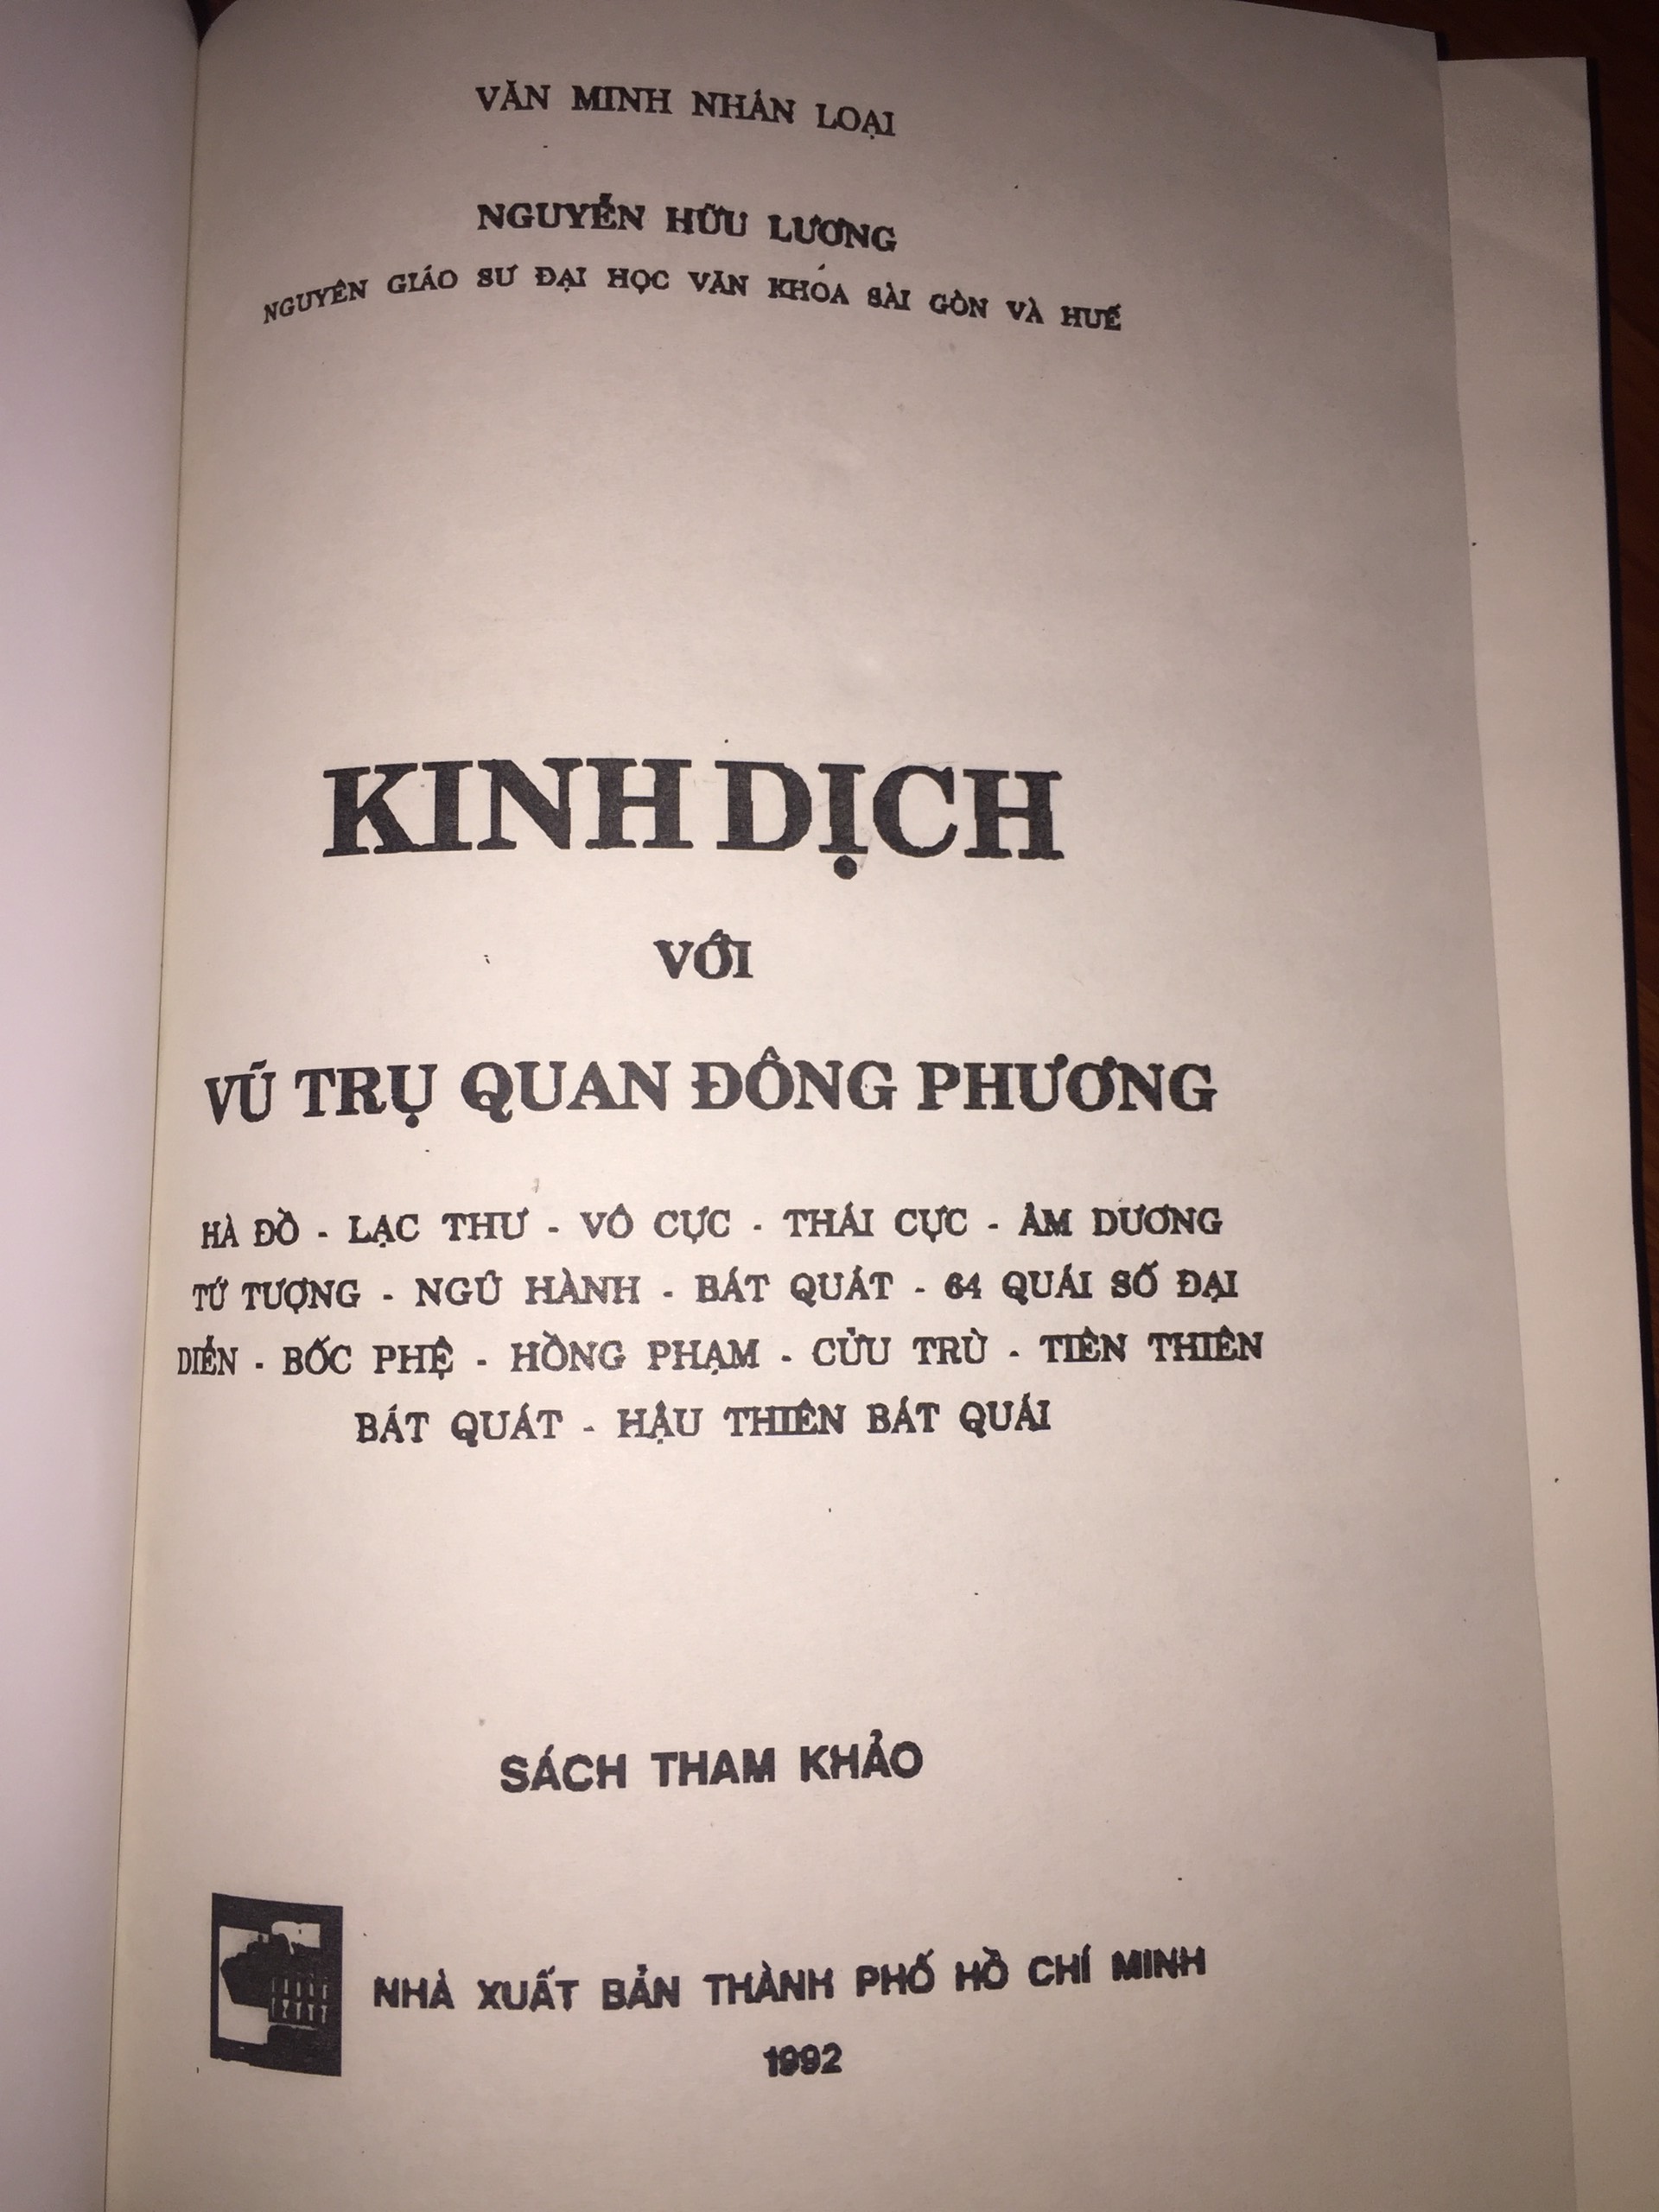 VĂN MINH NHÂN LOẠI
NGUYỄN HỮU LƯƠNG
NGUYÊN GIÁO SƯ ĐẠI HỌC VĂN KHOA SÀI GÒN VÀ HUẾ
KINH DỊCH
VỚI
VŨ TRỤ QUAN ĐÔNG PHƯƠNG
HÀ ĐỒ - LẠC THƯ - VÔ CỰC - THÁI CỰC - ÂM DƯƠNG
TỨ TƯỢNG - NGŨ HÀNH - BÁT QUÁT - 64 QUÁI SỐ ĐẠI
DIỄN - BỐC PHỆ - HỒNG PHẠM - CỬU TRÙ - TIÊN THIÊN
BÁT QUÁT - HẬU THIÊN BÁT QUÁI
SÁCH THAM KHẢO
NHÀ XUẤT BẢN THÀNH PHỐ HỒ CHÍ MINH
1992